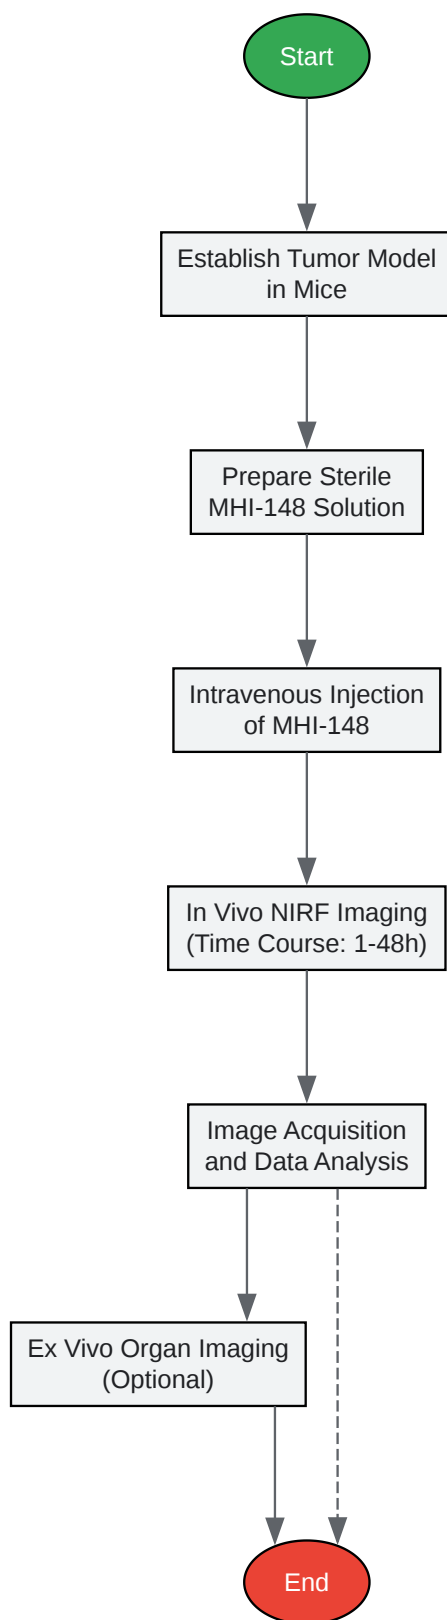 Start
Establish Tumor Model
in Mice
Prepare Sterile
MHI-148 Solution
Intravenous Injection
of MHI-148
In Vivo NIRF Imaging
(Time Course: 1-48h)
Image Acquisition
and Data Analysis
Ex Vivo Organ Imaging
(Optional)
End